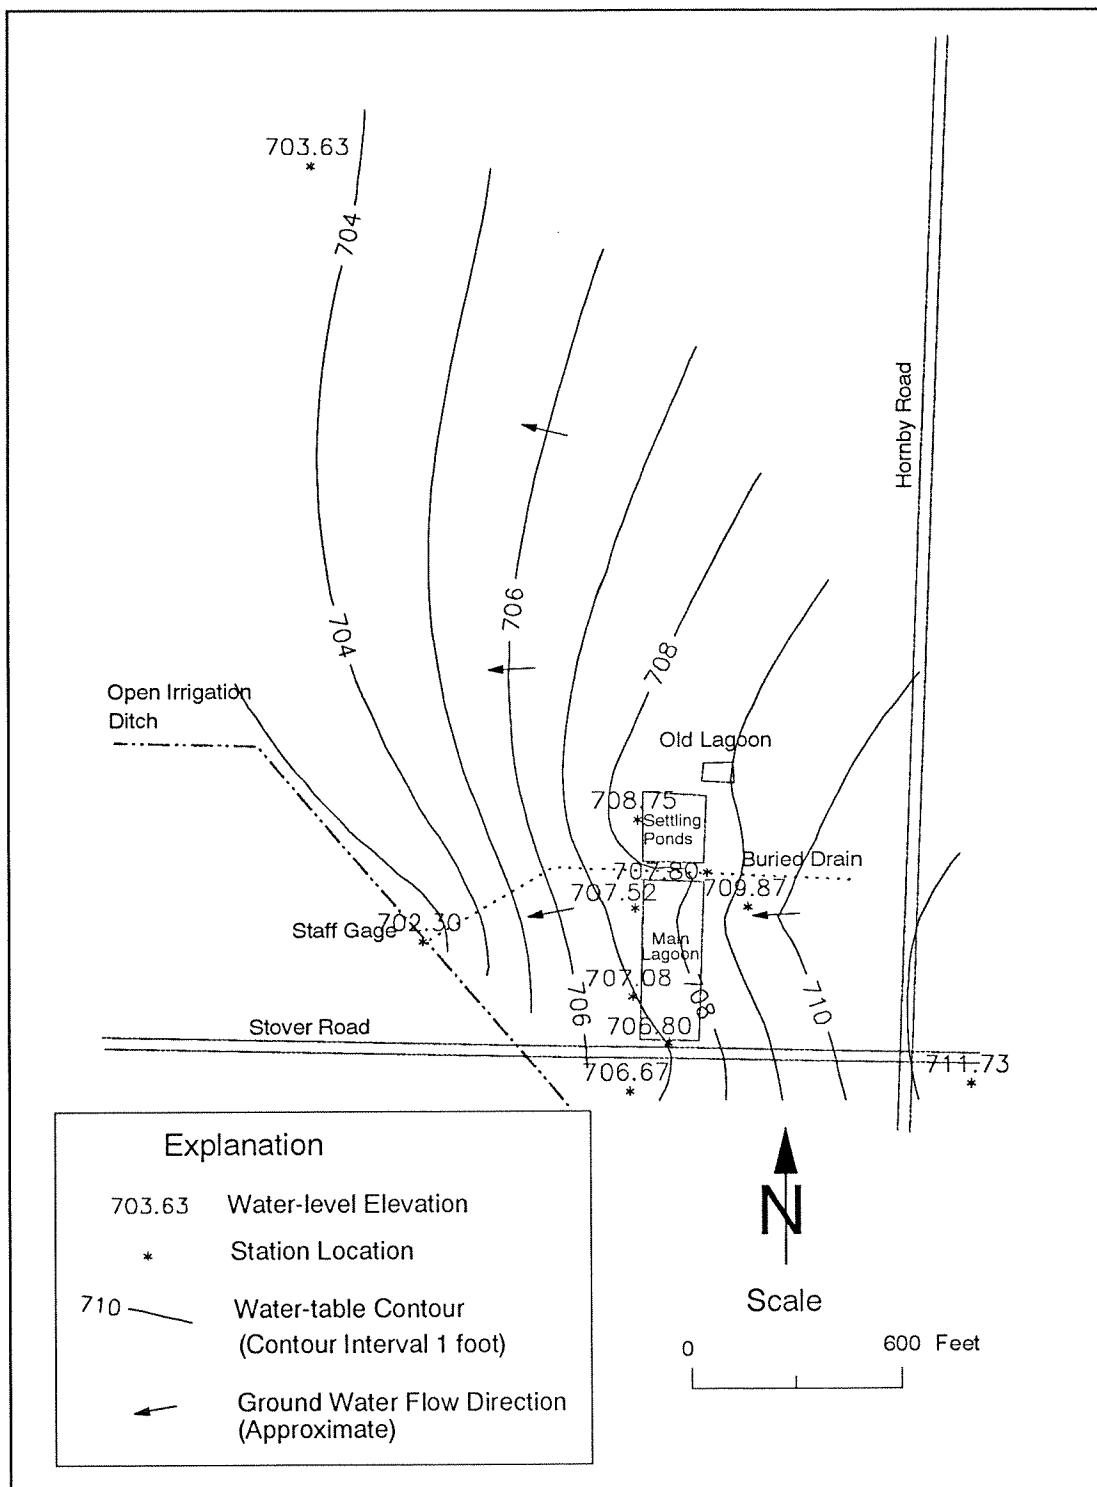 703.63
704
Hornby Road
706
704
708
Open Irrigation
Ditch
Old Lagoon
708.75
Settling
Ponds
Buried Drain
707.80
709.87
707.52
702.30
Staff Gage
Main
Lagoon
707.08
706
708
710
706.80
Stover Road
706.67
711.73
Explanation
703.63 Water-level Elevation
* Station Location
710 Water-table Contour
(Contour Interval 1 foot)
Ground Water Flow Direction
(Approximate)
N
Scale
0 600 Feet